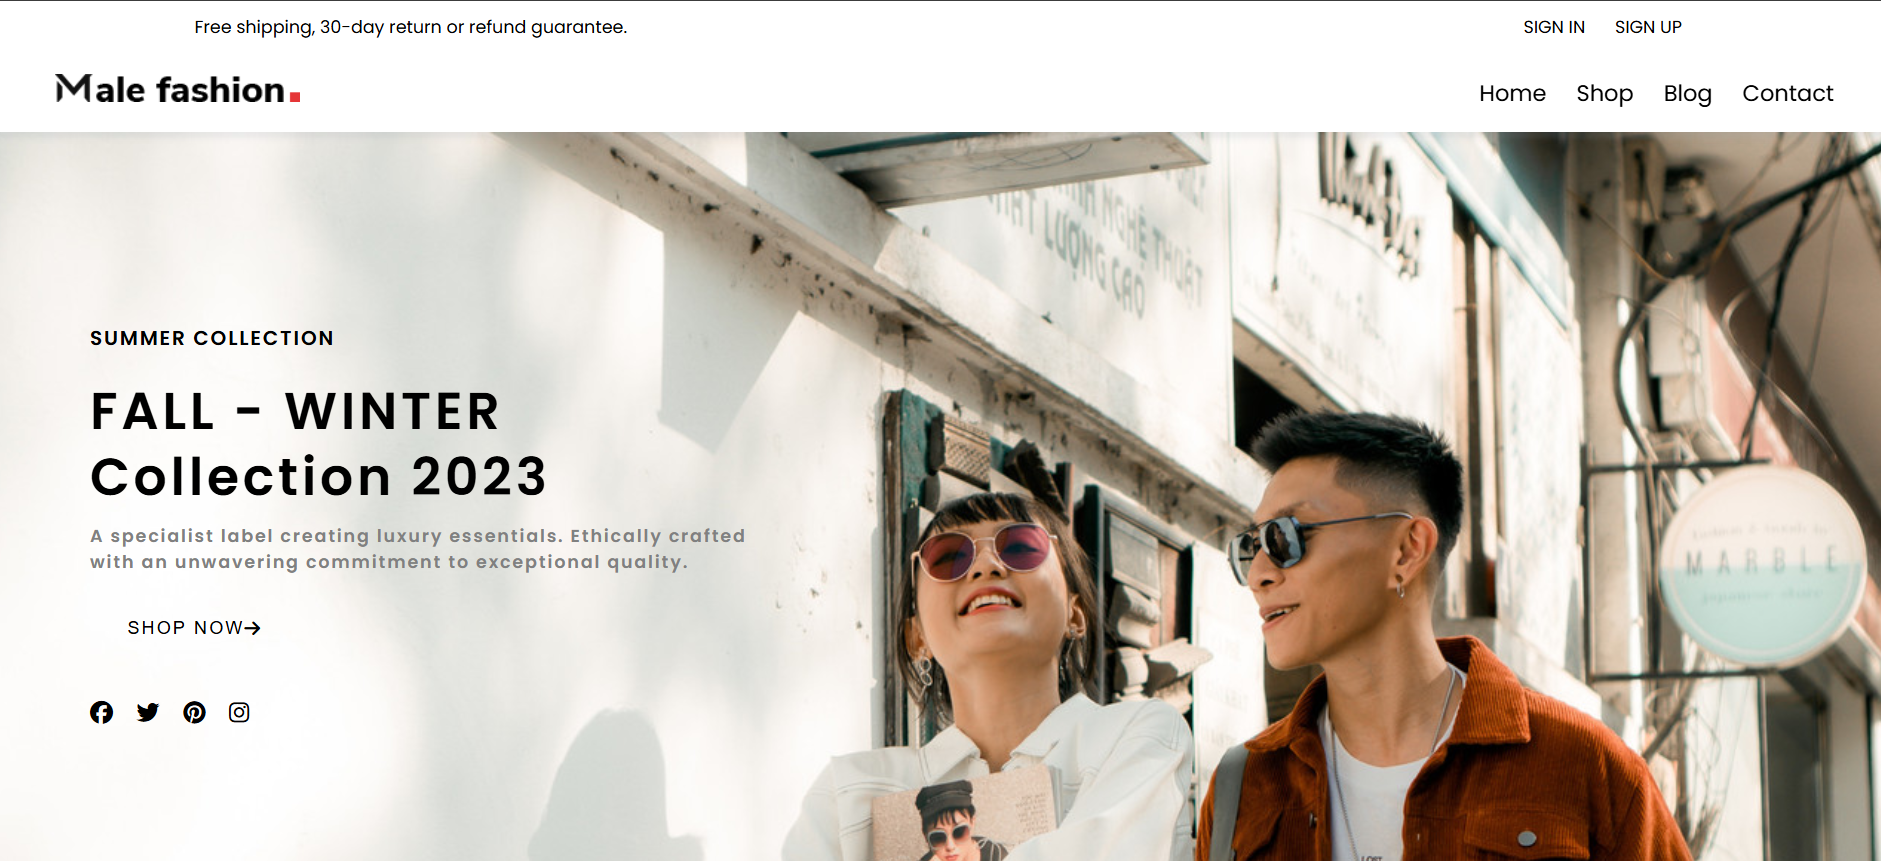 Free shipping, 30-day return or refund guarantee.
SIGN IN SIGN UP
Male fashion.
Home Shop Blog Contact
NGHỆ THUẬT
LƯỢNG CAO
SUMMER COLLECTION
FALL - WINTER
Collection 2023
A specialist label creating luxury essentials. Ethically crafted
with an unwavering commitment to exceptional quality.
SHOP NOW
MARBLE
LOST